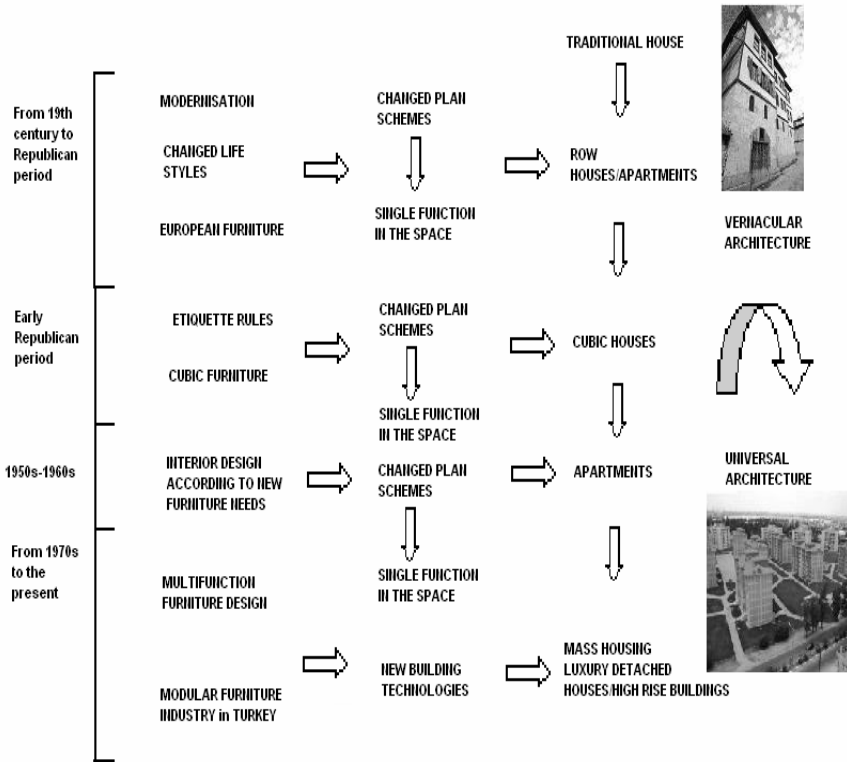 TRADITIONAL HOUSE
From 19th
century to
Republican
period
MODERNISATION
CHANGED LIFE
STYLES
EUROPEAN FURNITURE
CHANGED PLAN
SCHEMES
SINGLE FUNCTION
IN THE SPACE
ROW
HOUSES/APARTMENTS
VERNACULAR
ARCHITECTURE
Early
Republican
period
ETIQUETTE RULES
CUBIC FURNITURE
CHANGED PLAN
SCHEMES
SINGLE FUNCTION
IN THE SPACE
CUBIC HOUSES
1950s-1960s
INTERIOR DESIGN
ACCORDING TO NEW
FURNITURE NEEDS
CHANGED PLAN
SCHEMES
SINGLE FUNCTION
IN THE SPACE
APARTMENTS
UNIVERSAL
ARCHITECTURE
From 1970s
to the
present
MULTIFUNCTION
FURNITURE DESIGN
MODULAR FURNITURE
INDUSTRY in TURKEY
NEW BUILDING
TECHNOLOGIES
MASS HOUSING
LUXURY DETACHED
HOUSES/HIGH RISE BUILDINGS